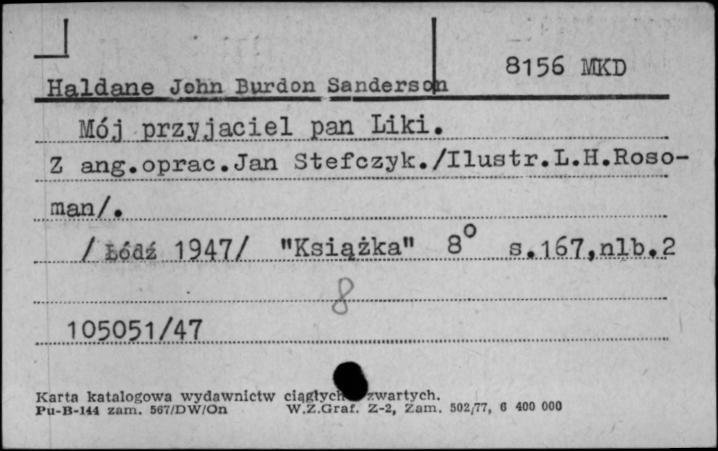 8156 MKD
Haldane John Burdon Sanderson
Mój przyjaciel pan Liki.
Z ang.oprac.Jan Stefczyk./Ilustr.L.H.Roso-
man/.
/ Łódź 1947/ "Książka" 8° s.167,nlb.2
8
105051/47
Karta katalogowa wydawnictw ciągłych zwartych.
Pu-B-144 zam. 567/DW/On W.Z.Graf. Z-2, Zam. 502/77, 6 400 000